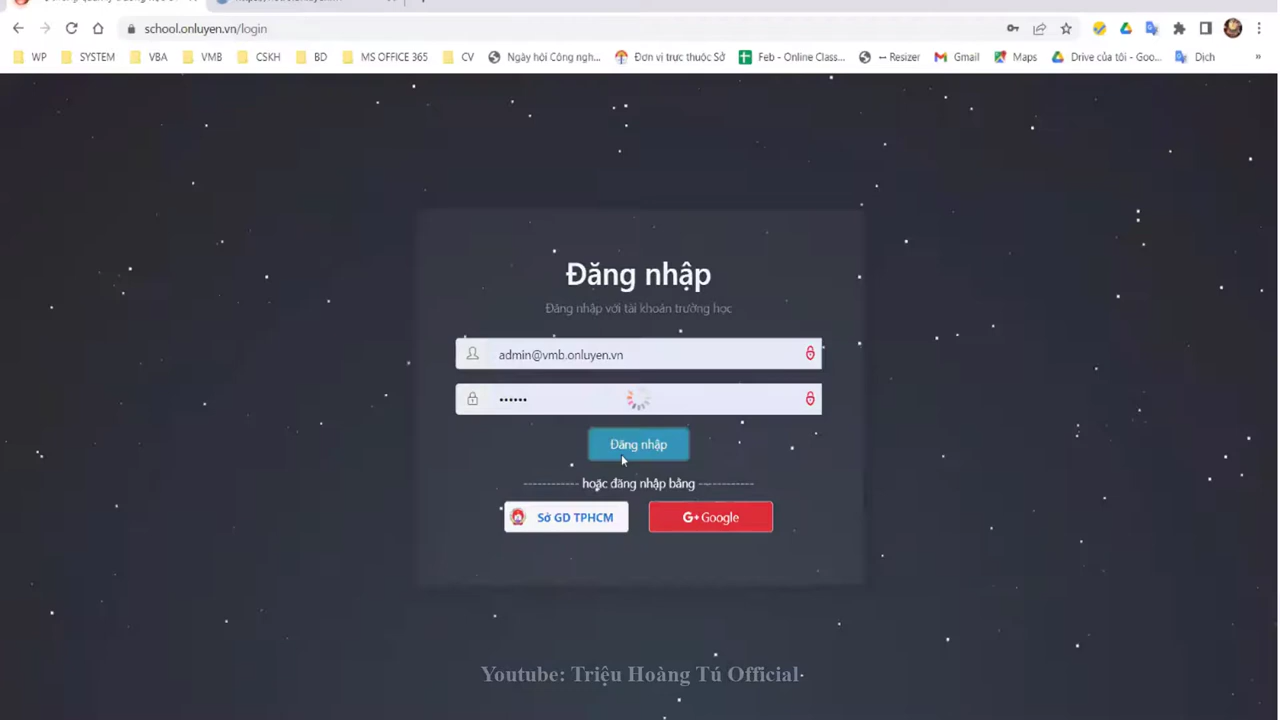 school.onluyen.vn/login
WP SYSTEM VBA VMB CSKH BD MS OFFICE 365 CV Ngày hội Công ngh... Đơn vị trực thuộc Sở Feb - Online Class... -- Resizer Gmail Maps Drive của tôi - Goo... Dịch »
Đăng nhập
Đăng nhập với tài khoản trường học
admin@vmb.onluyen.vn
••••••
Đăng nhập
------------ hoặc đăng nhập bằng ------------
Sở GD TPHCM G+ Google
Youtube: Triệu Hoàng Tú Official